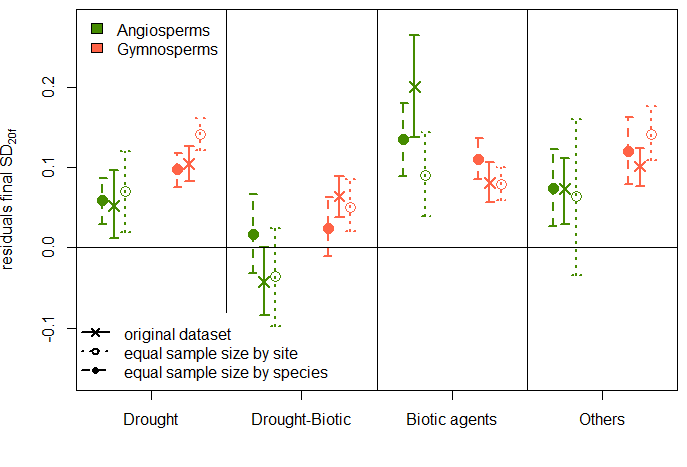 Angiosperms
Gymnosperms
residuals final SD20f
0.2
0.1
0.0
-0.1
original dataset
equal sample size by site
equal sample size by species
Drought
Drought-Biotic
Biotic agents
Others